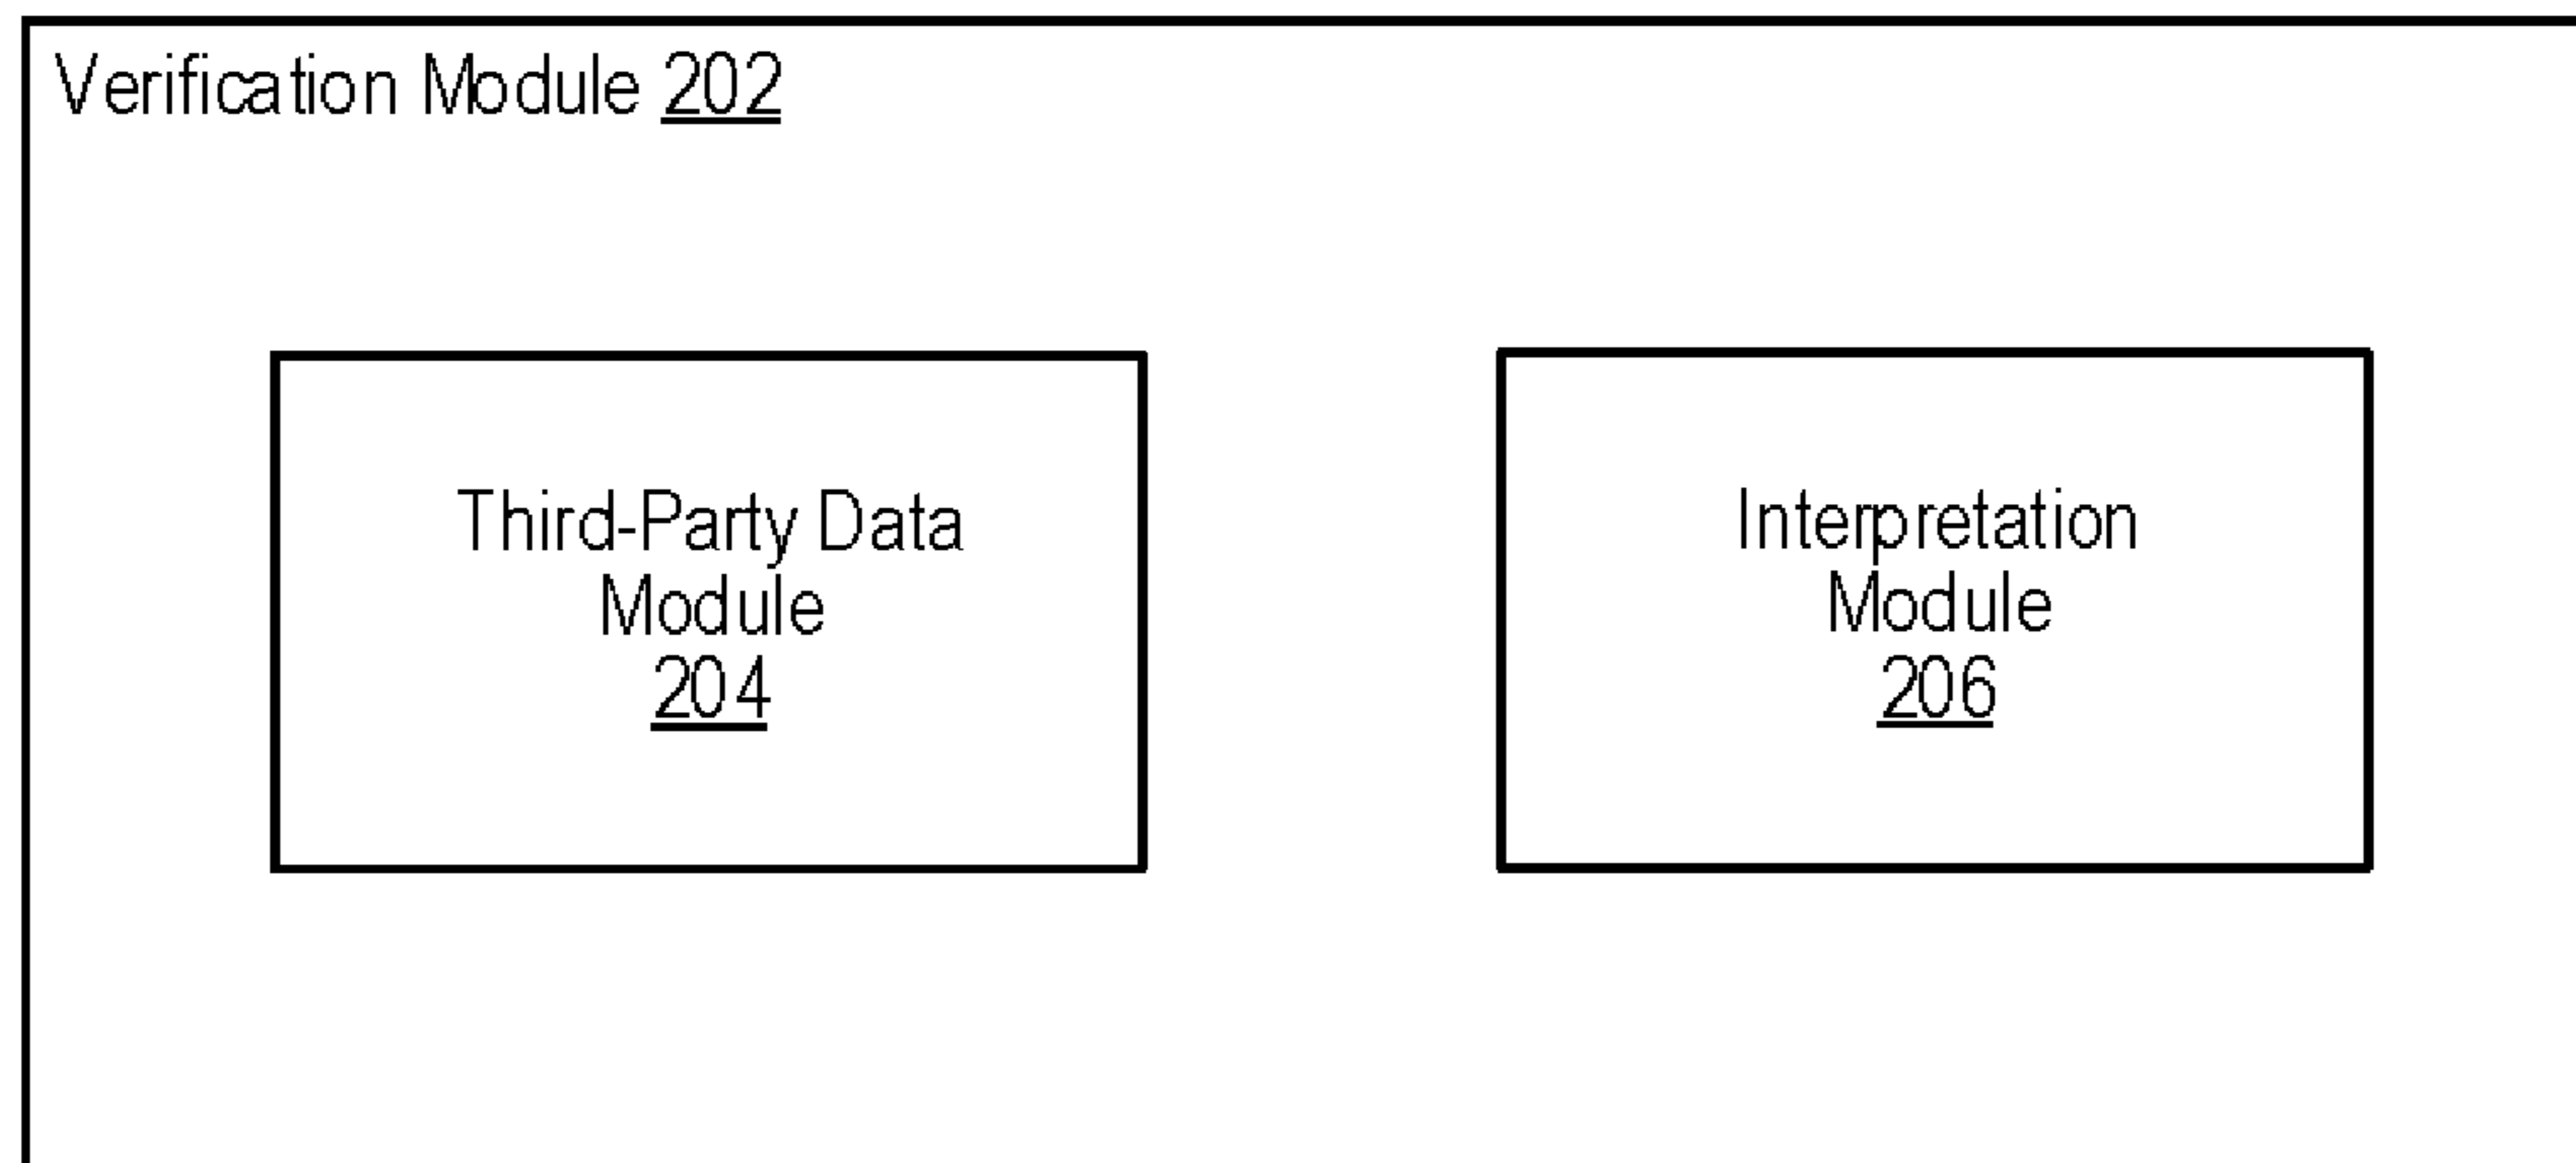 Verification Module 202
Third-Party Data
Module
204
Interpretation
Module
206